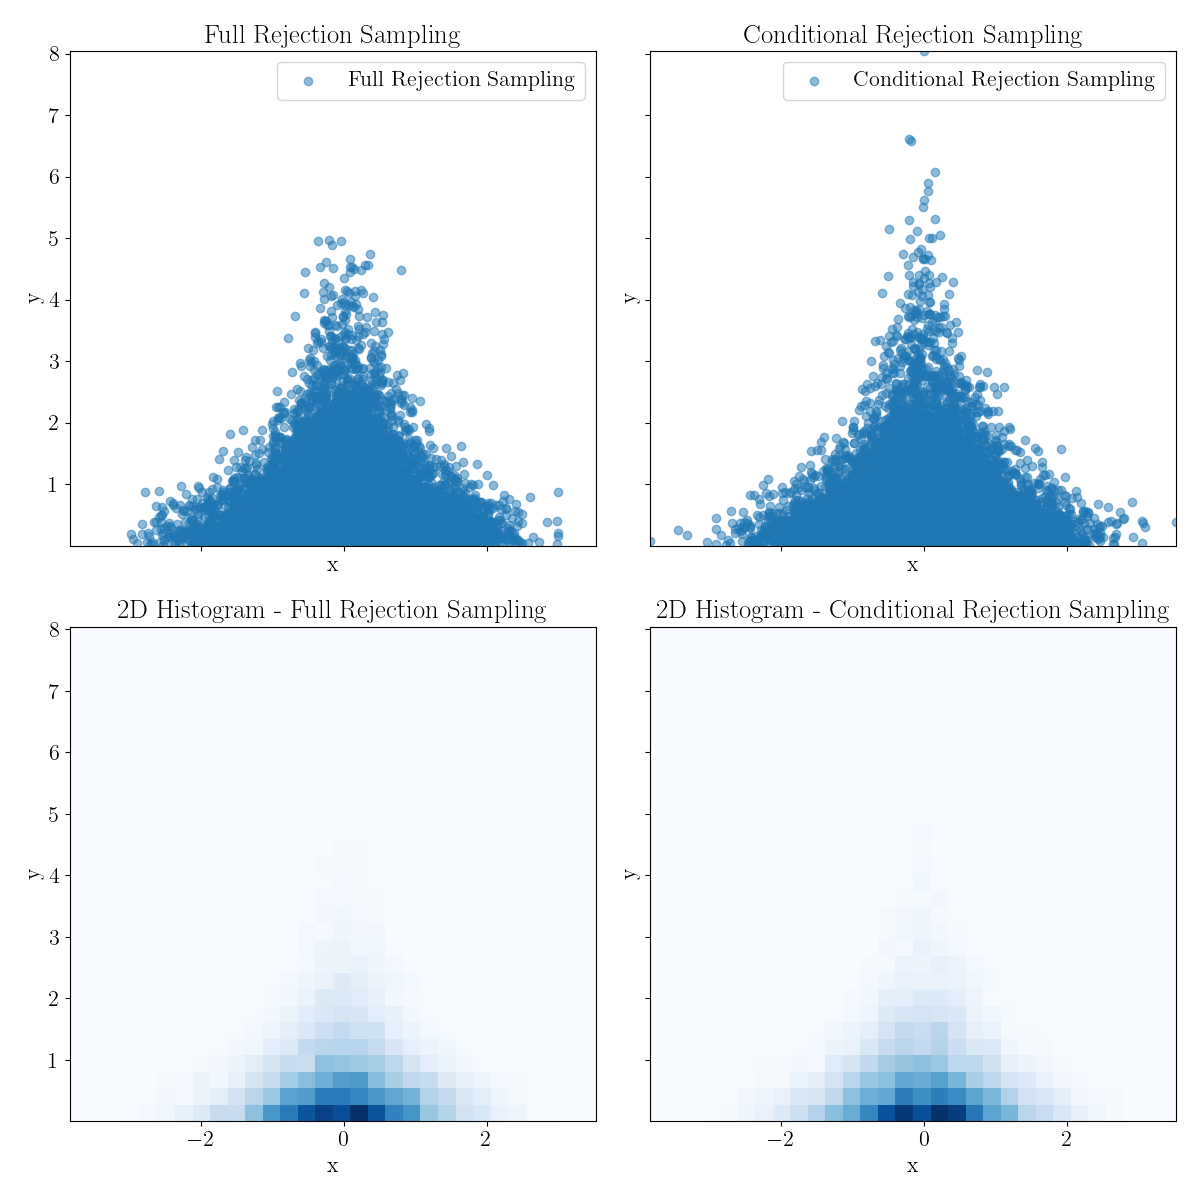 Full Rejection Sampling
Conditional Rejection Sampling
8
7
6
5
4
3
2
1
y
x
Full Rejection Sampling
y
x
Conditional Rejection Sampling
2D Histogram - Full Rejection Sampling
2D Histogram - Conditional Rejection Sampling
8
7
6
5
4
3
2
1
y
−2
0
2
x
y
−2
0
2
x